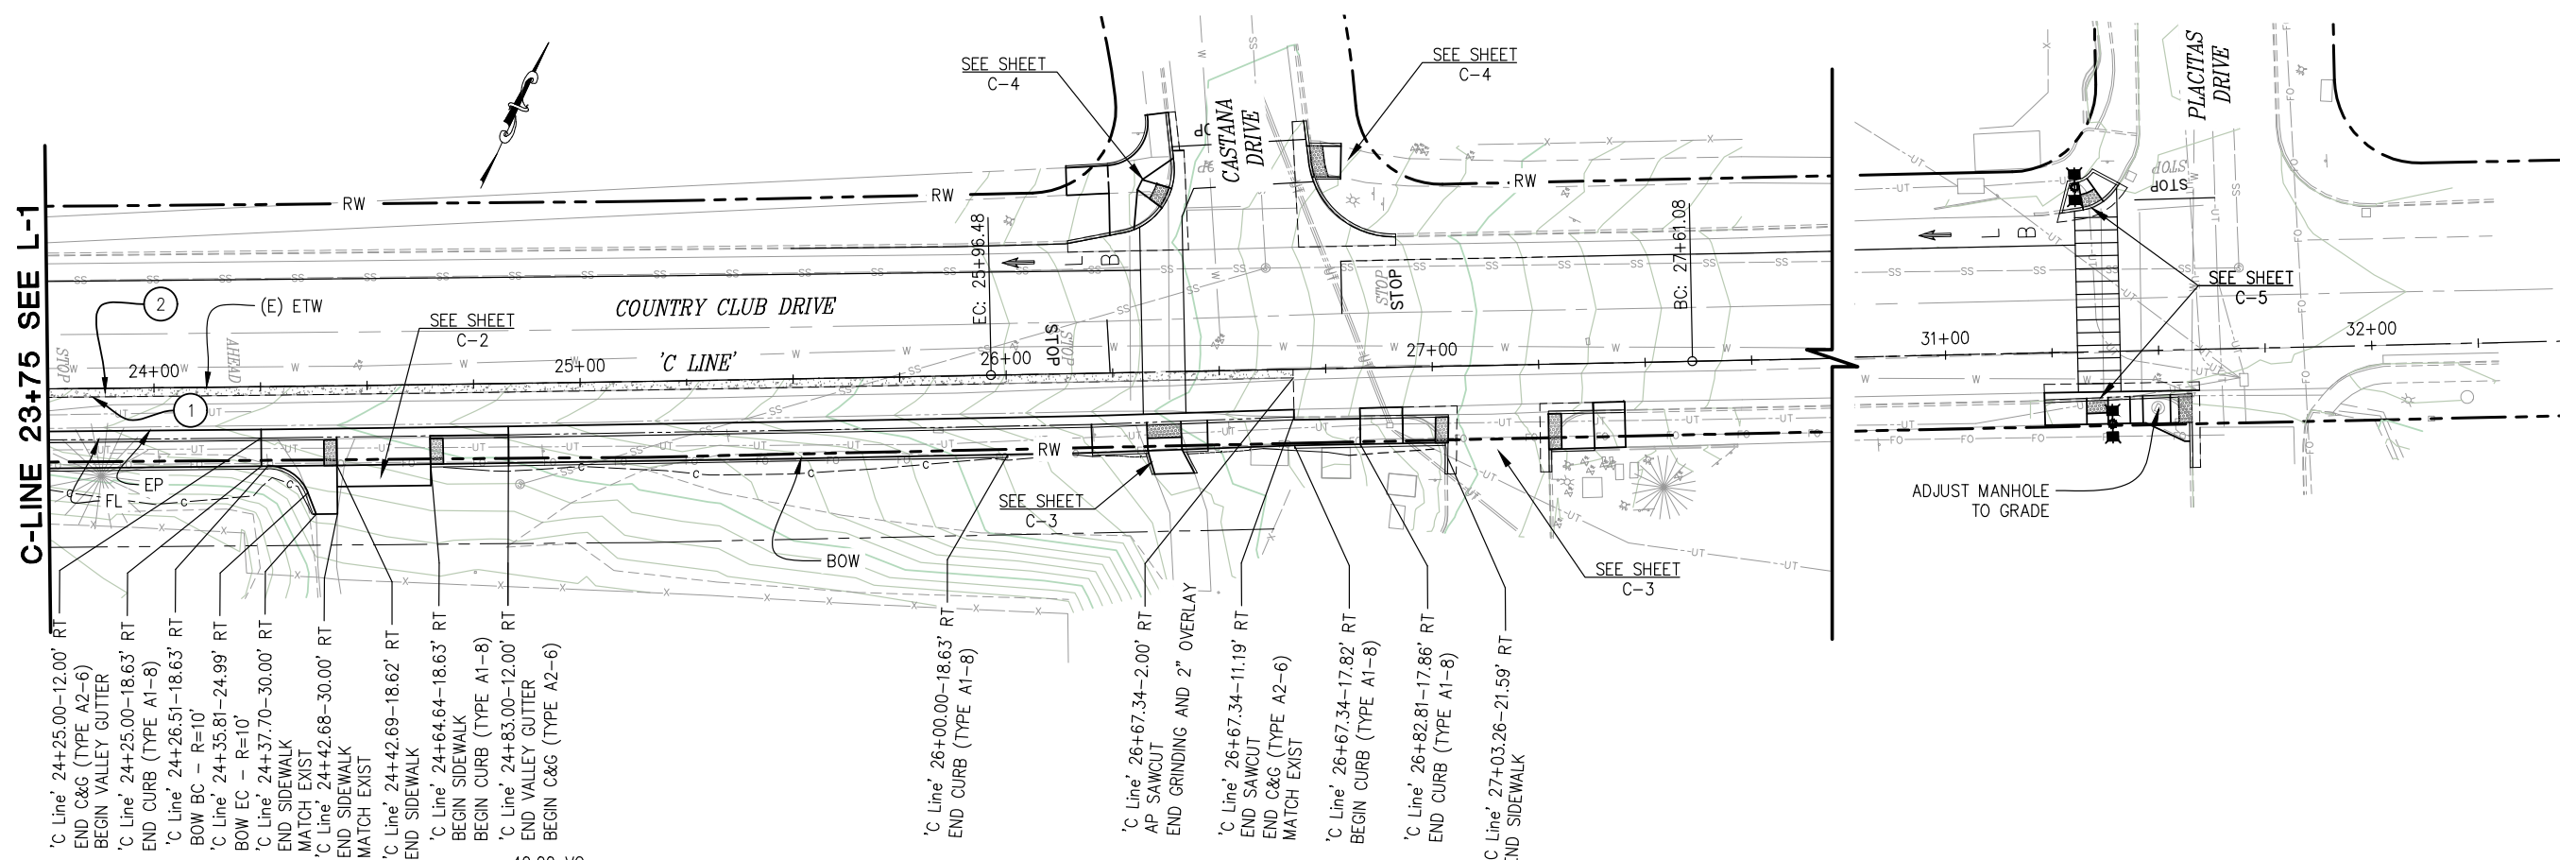 C-LINE 23+75 SEE L-1
SEE SHEET
C-4
SEE SHEET
C-4
CASTANA
DRIVE
PLACITAS
DRIVE
RW
RW
RW
STOP
STOP
L
B
L
B
EC: 25+96.48
BC: 27+61.08
2
(E) ETW
SEE SHEET
C-2
COUNTRY CLUB DRIVE
STOP
STOP
STOP
STOP
SEE SHEET
C-5
STOP
AHEAD
24+00
25+00
'C LINE'
26+00
27+00
31+00
32+00
1
RW
EP
FL
BOW
SEE SHEET
C-3
SEE SHEET
C-3
ADJUST MANHOLE
TO GRADE
'C Line' 24+25.00-12.00' RT
END C&G (TYPE A2-6)
BEGIN VALLEY GUTTER
'C Line' 24+25.00-18.63' RT
END CURB (TYPE A1-8)
'C Line' 24+26.51-18.63' RT
BOW BC - R=10'
'C Line' 24+35.81-24.99' RT
BOW EC - R=10'
'C Line' 24+37.70-30.00' RT
END SIDEWALK
MATCH EXIST
'C Line' 24+42.68-30.00' RT
END SIDEWALK
MATCH EXIST
'C Line' 24+42.69-18.62' RT
END SIDEWALK
'C Line' 24+64.64-18.63' RT
BEGIN SIDEWALK
BEGIN CURB (TYPE A1-8)
'C Line' 24+83.00-12.00' RT
END VALLEY GUTTER
BEGIN C&G (TYPE A2-6)
'C Line' 26+00.00-18.63' RT
END CURB (TYPE A1-8)
'C Line' 26+67.34-2.00' RT
AP SAWCUT
END GRINDING AND 2" OVERLAY
'C Line' 26+67.34-11.19' RT
END SAWCUT
END C&G (TYPE A2-6)
MATCH EXIST
'C Line' 26+67.34-17.82' RT
BEGIN CURB (TYPE A1-8)
'C Line' 26+82.81-17.86' RT
END CURB (TYPE A1-8)
C Line' 27+03.26-21.59' RT
END SIDEWALK